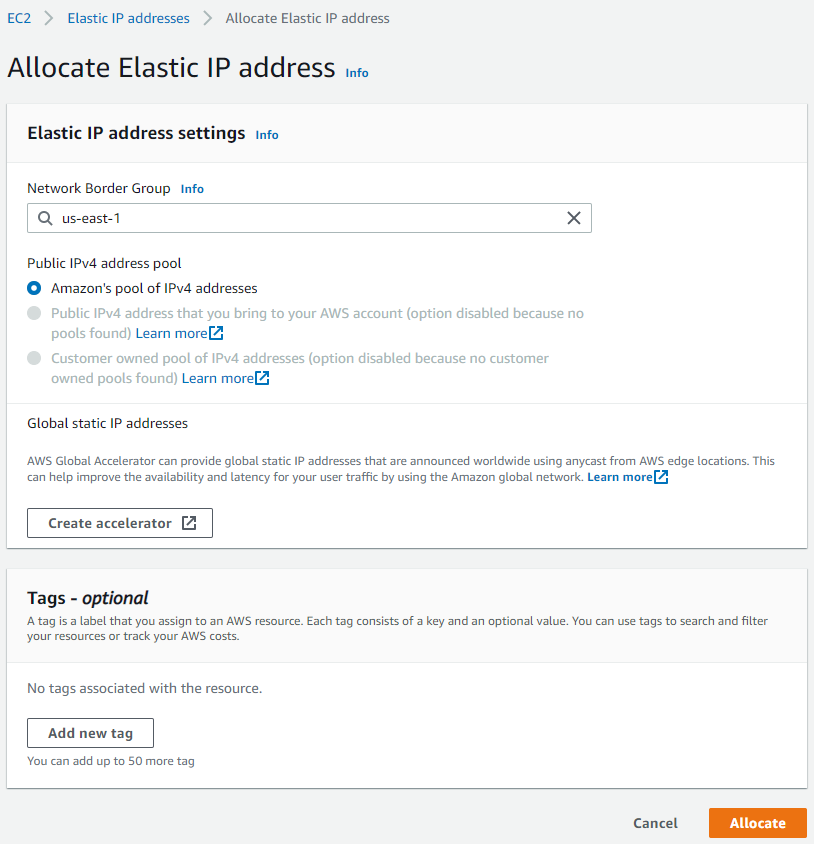 EC2 > Elastic IP addresses > Allocate Elastic IP address
Allocate Elastic IP address Info
Elastic IP address settings Info
Network Border Group Info
us-east-1
Public IPv4 address pool
Amazon's pool of IPv4 addresses
Public IPv4 address that you bring to your AWS account (option disabled because no
pools found) Learn more
Customer owned pool of IPv4 addresses (option disabled because no customer
owned pools found) Learn more
Global static IP addresses
AWS Global Accelerator can provide global static IP addresses that are announced worldwide using anycast from AWS edge locations. This
can help improve the availability and latency for your user traffic by using the Amazon global network. Learn more
Create accelerator
Tags - optional
A tag is a label that you assign to an AWS resource. Each tag consists of a key and an optional value. You can use tags to search and filter
your resources or track your AWS costs.
No tags associated with the resource.
Add new tag
You can add up to 50 more tag
Cancel Allocate